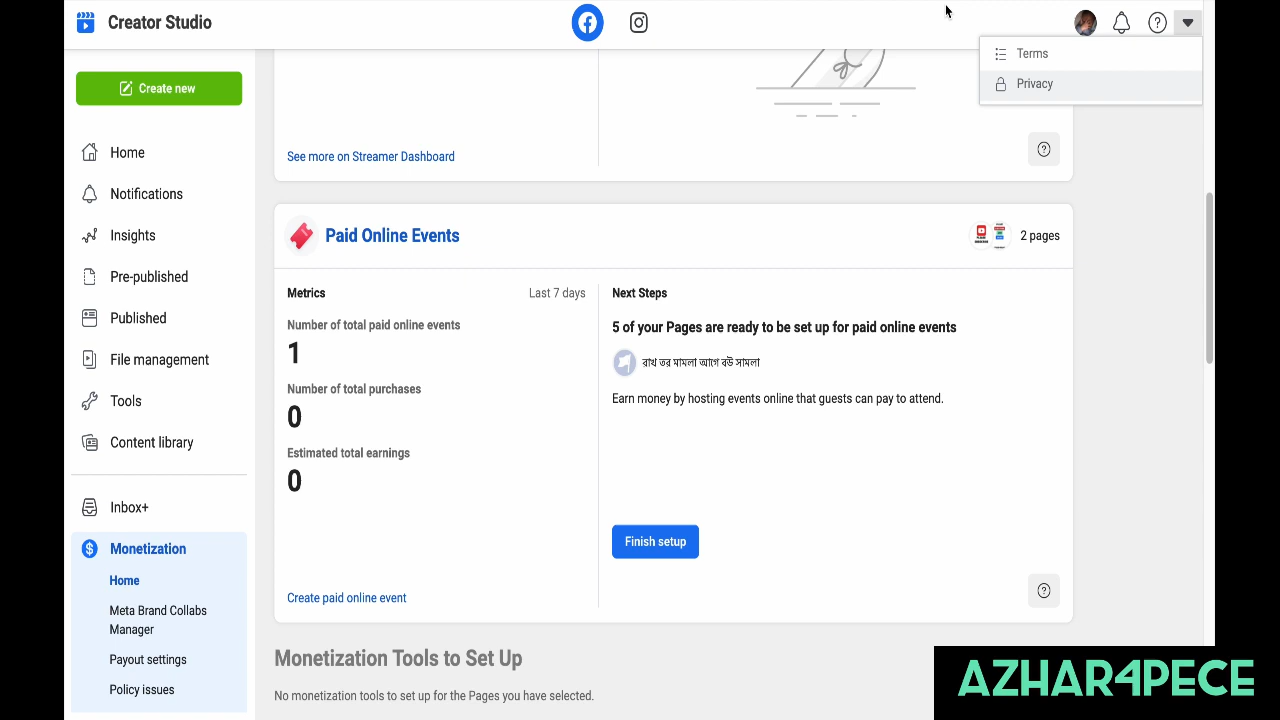 Creator Studio
Terms
Privacy
Create new
Home
Notifications
Insights
Pre-published
Published
File management
Tools
Content library
Inbox+
Monetization
Home
Meta Brand Collabs
Manager
Payout settings
Policy issues
See more on Streamer Dashboard
Paid Online Events
2 pages
Metrics
Last 7 days
Number of total paid online events
1
Number of total purchases
0
Estimated total earnings
0
Create paid online event
Next Steps
5 of your Pages are ready to be set up for paid online events
রাখ তর মামলা আগে বউ সামলা
Earn money by hosting events online that guests can pay to attend.
Finish setup
Monetization Tools to Set Up
No monetization tools to set up for the Pages you have selected.
AZHAR4PECE